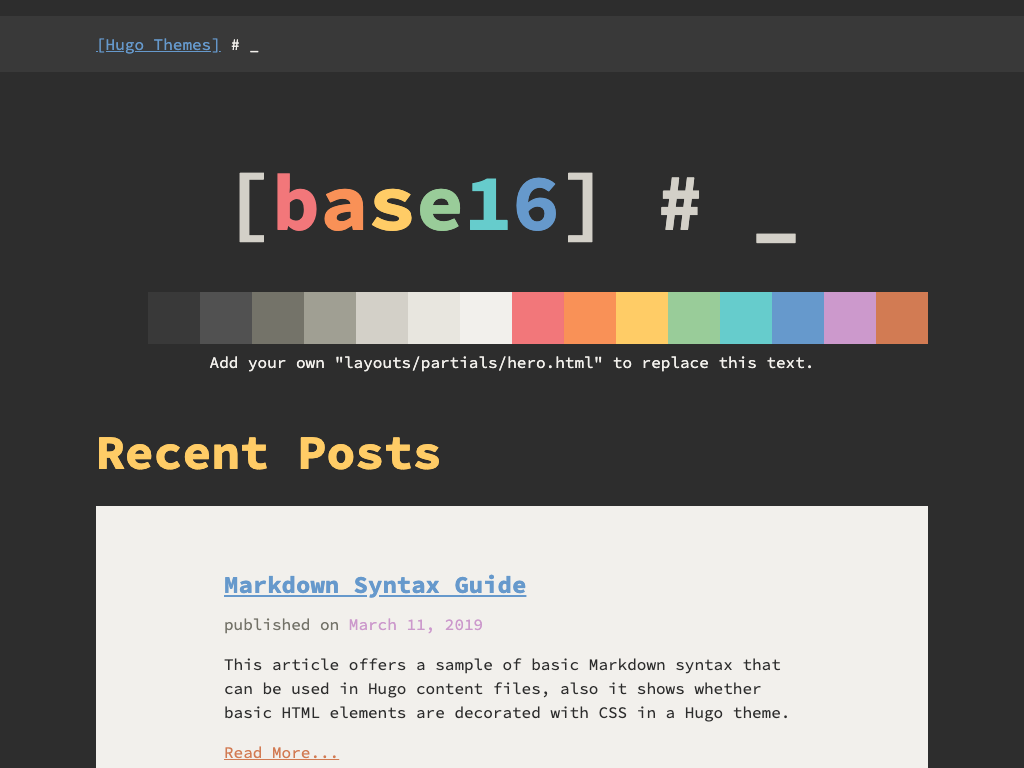 [Hugo Themes] # _
[base16] # _
Add your own "layouts/partials/hero.html" to replace this text.
Recent Posts
Markdown Syntax Guide
published on March 11, 2019
This article offers a sample of basic Markdown syntax that
can be used in Hugo content files, also it shows whether
basic HTML elements are decorated with CSS in a Hugo theme.
Read More...